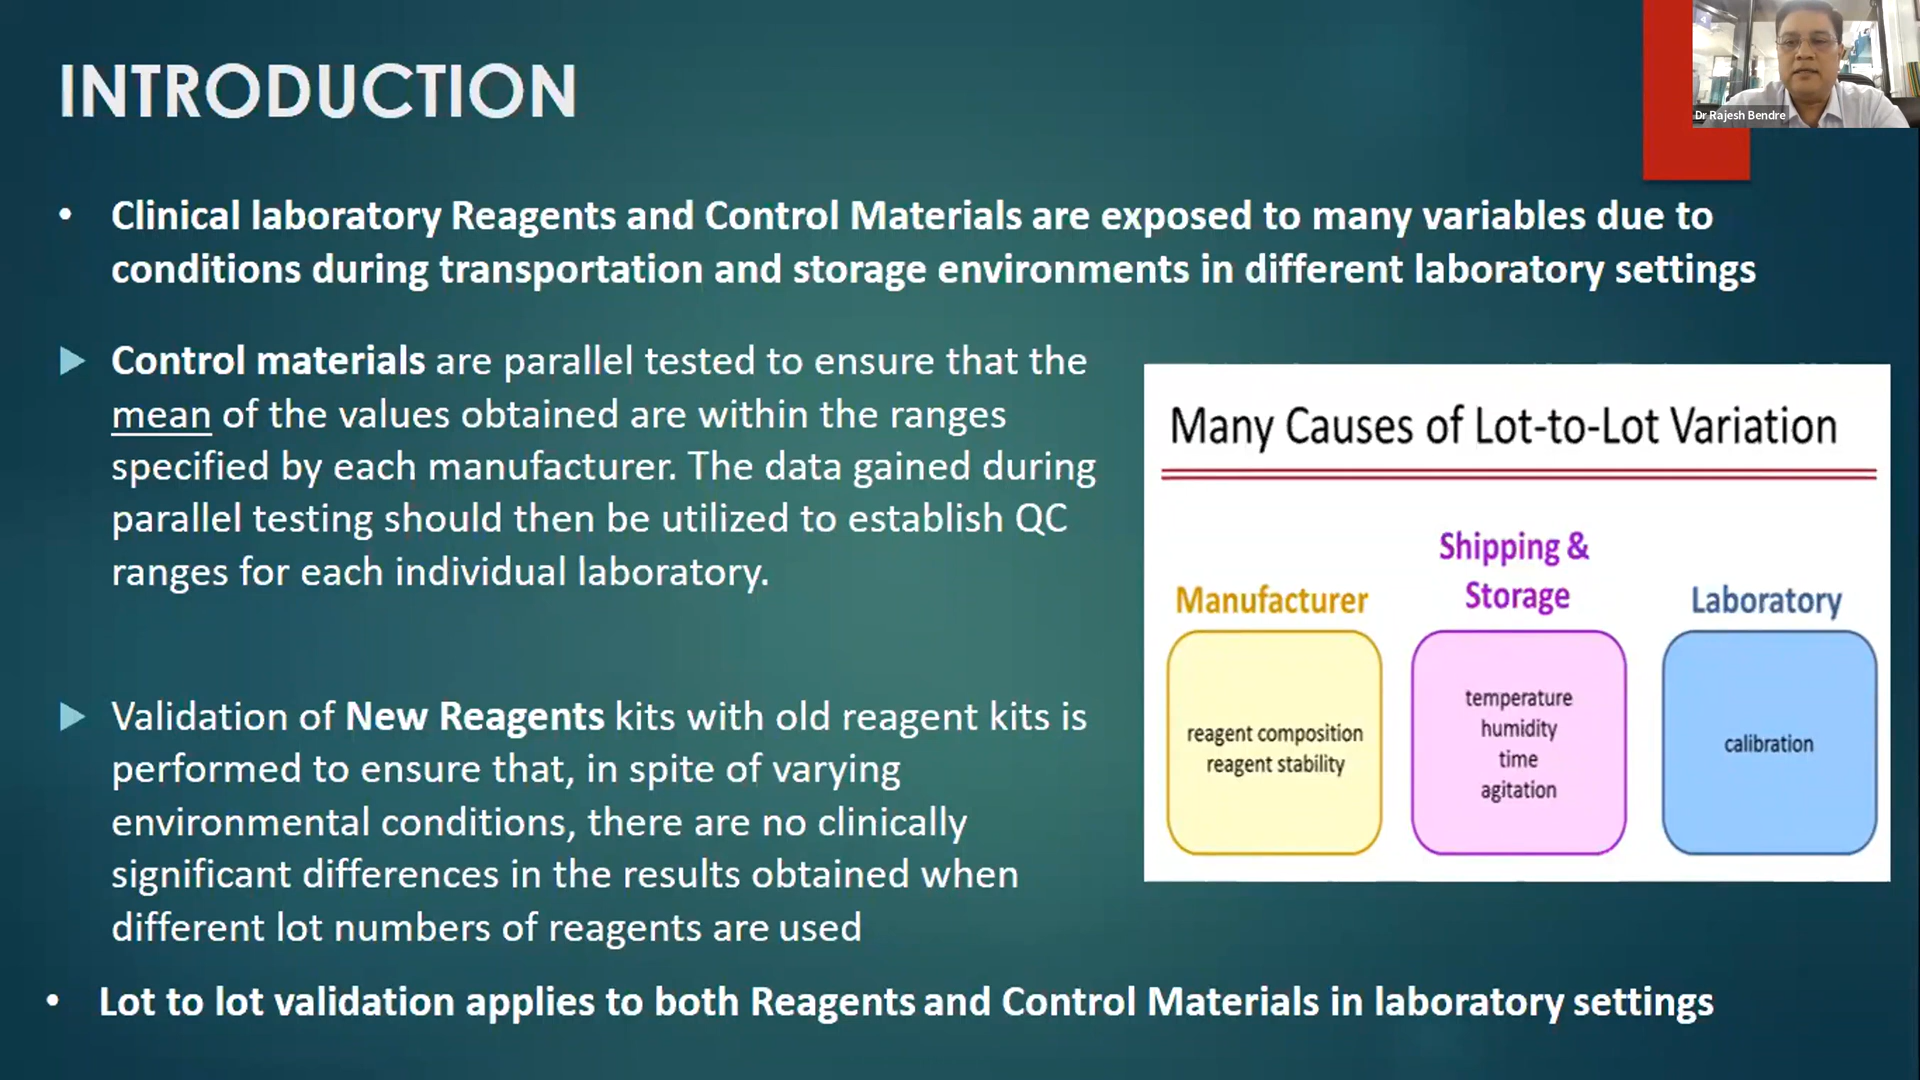 INTRODUCTION
Dr Rajesh Bendre
• Clinical laboratory Reagents and Control Materials are exposed to many variables due to
conditions during transportation and storage environments in different laboratory settings
Control materials are parallel tested to ensure that the
mean of the values obtained are within the ranges
specified by each manufacturer. The data gained during
parallel testing should then be utilized to establish QC
ranges for each individual laboratory.
Validation of New Reagents kits with old reagent kits is
performed to ensure that, in spite of varying
environmental conditions, there are no clinically
significant differences in the results obtained when
different lot numbers of reagents are used
Many Causes of Lot-to-Lot Variation
Manufacturer
reagent composition
reagent stability
Shipping &
Storage
temperature
humidity
time
agitation
Laboratory
calibration
• Lot to lot validation applies to both Reagents and Control Materials in laboratory settings